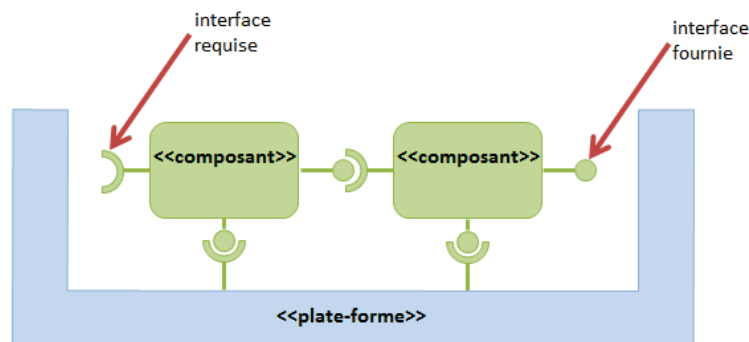 interface
requise
interface
fournie
<<composant>>
<<composant>>
<<plate-forme>>